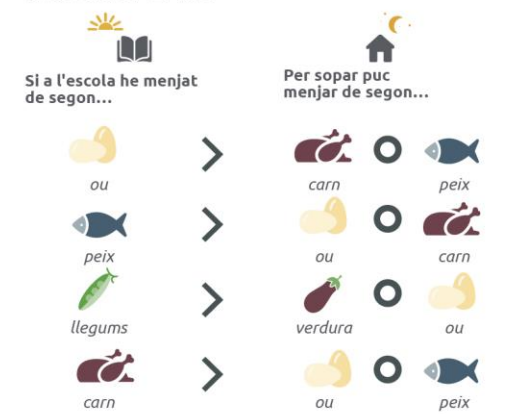 Si a l'escola he menjat
de segon...
Per sopar puc
menjar de segon...
ou
carn
O
peix
peix
ou
O
carn
llegums
verdura
O
ou
carn
ou
O
peix